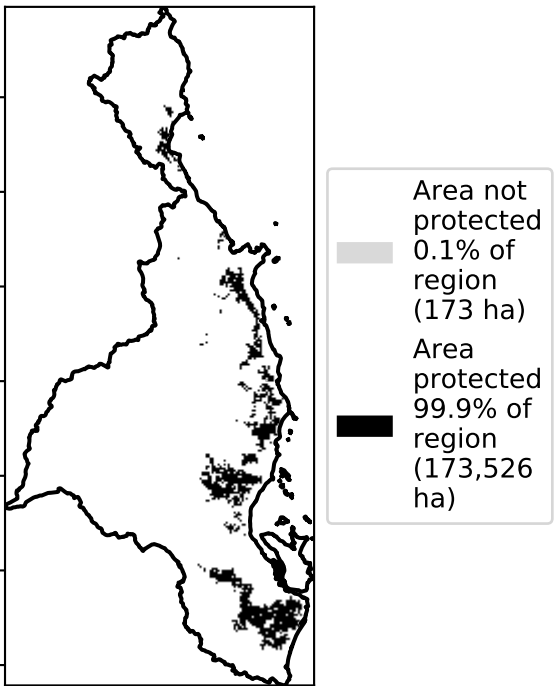 Area not
protected
0.1% of
region
(173 ha)
Area
protected
99.9% of
region
(173,526
ha)